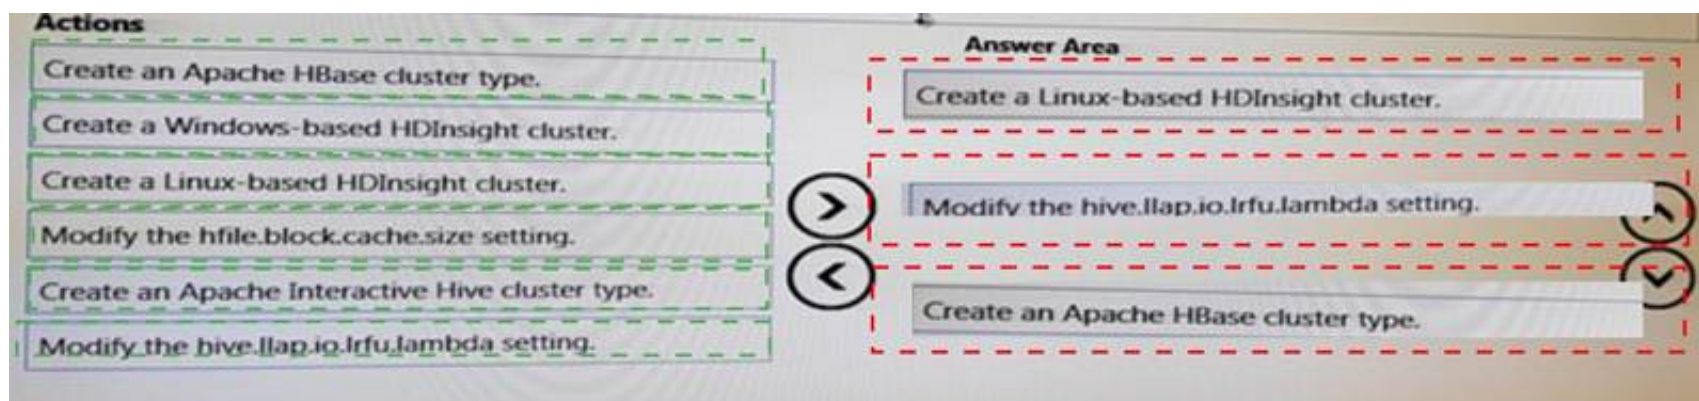 Actions
Create an Apache HBase cluster type.
Create a Windows-based HDInsight cluster.
Create a Linux-based HDInsight cluster.
Modify the hfile.block.cache.size setting.
Create an Apache Interactive Hive cluster type.
Modify the hive.llap.io.lrfu.lambda setting.
Answer Area
Create a Linux-based HDInsight cluster.
Modify the hive.llap.io.lrfu.lambda setting.
Create an Apache HBase cluster type.